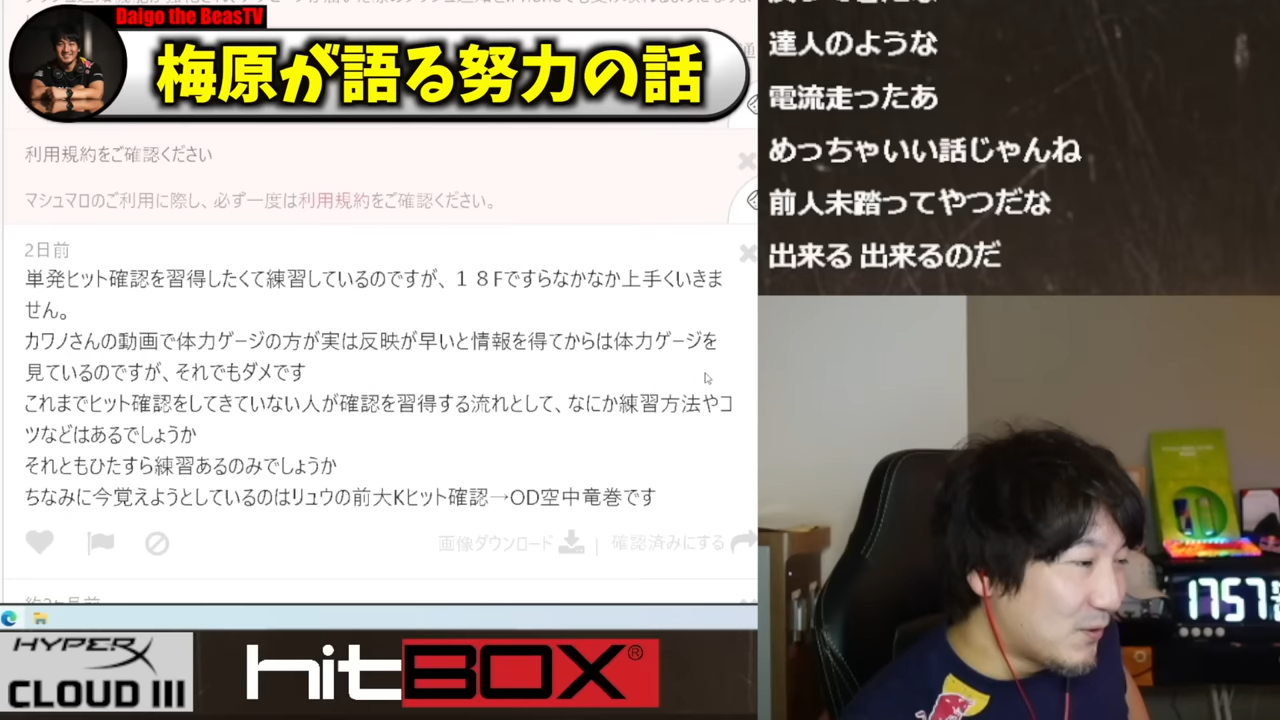 Daigo the BeasTV
梅原が語る努力の話
利用規約をご確認ください
マシュマロのご利用に際し、必ず一度は利用規約をご確認ください。
2日前
単発ヒット確認を習得したくて練習しているのですが、１８Fですらなかなか上手くいきま
せん。
カワノさんの動画で体力ゲージの方が実は反映が早いと情報を得てからは体力ゲージを
見ているのですが、それでもダメです
これまでヒット確認をしてきていない人が確認を習得する流れとして、なにか練習方法やコ
ツなどはあるでしょうか
それともひたすら練習あるのみでしょうか
ちなみに今覚えようとしているのはリュウの前大Kヒット確認→OD空中竜巻です
画像ダウンロード | 確認済みにする
HYPERX
CLOUD III
hitBOX®
達人のような
電流走ったあ
めっちゃいい話じゃんね
前人未踏ってやつだな
出来る 出来るのだ
1757